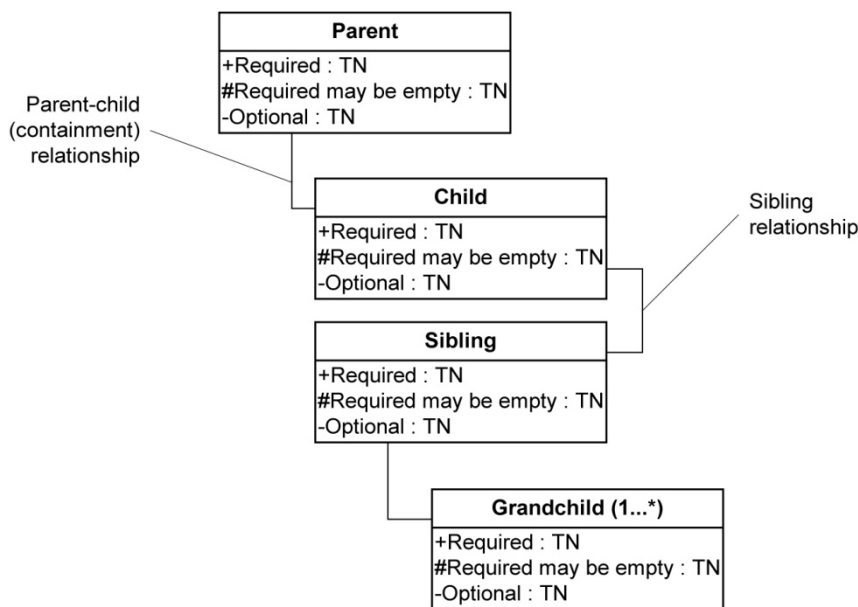 Parent
+Required : TN
#Required may be empty : TN
-Optional : TN
Parent-child
(containment)
relationship
Child
+Required : TN
#Required may be empty : TN
-Optional : TN
Sibling
relationship
Sibling
+Required : TN
#Required may be empty : TN
-Optional : TN
Grandchild (1...*)
+Required : TN
#Required may be empty : TN
-Optional : TN